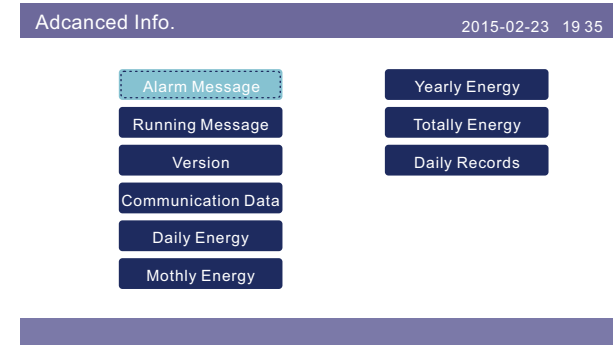 Adcanced Info.
2015-02-23 19 35
Alarm Message
Running Message
Version
Communication Data
Daily Energy
Mothly Energy
Yearly Energy
Totally Energy
Daily Records